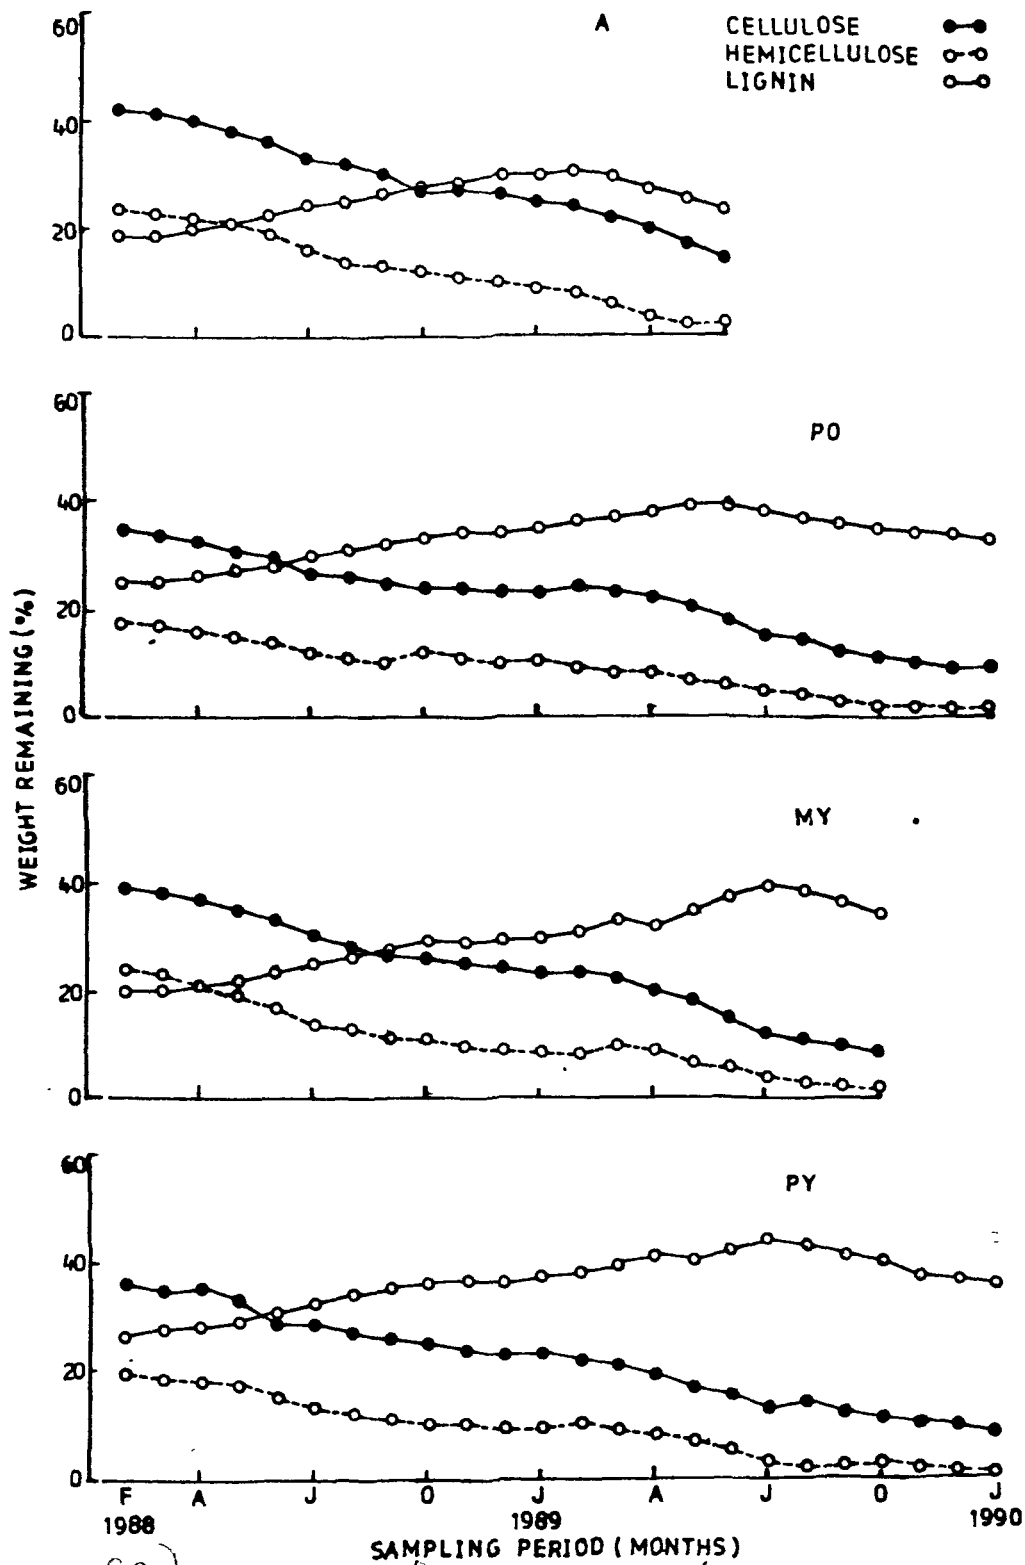 A
CELLULOSE
HEMICELLULOSE
LIGNIN
60
40
20
0
PO
60
40
20
0
MY
60
40
20
0
PY
60
40
20
0
WEIGHT REMAINING (%)
F A J O J A J O J
1988 1989 1990
SAMPLING PERIOD (MONTHS)